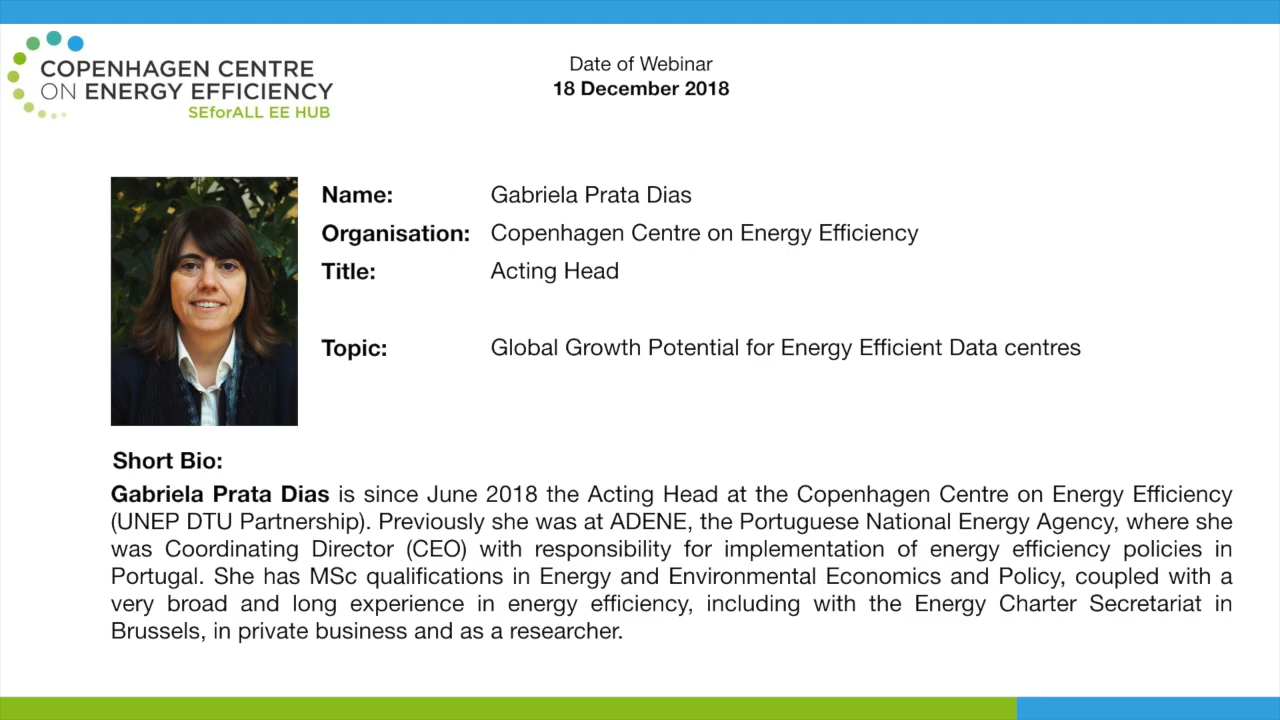 COPENHAGEN CENTRE
ON ENERGY EFFICIENCY
SEforALL EE HUB
Date of Webinar
18 December 2018
Name: Gabriela Prata Dias
Organisation: Copenhagen Centre on Energy Efficiency
Title: Acting Head
Topic: Global Growth Potential for Energy Efficient Data centres
Short Bio:
Gabriela Prata Dias is since June 2018 the Acting Head at the Copenhagen Centre on Energy Efficiency
(UNEP DTU Partnership). Previously she was at ADENE, the Portuguese National Energy Agency, where she
was Coordinating Director (CEO) with responsibility for implementation of energy efficiency policies in
Portugal. She has MSc qualifications in Energy and Environmental Economics and Policy, coupled with a
very broad and long experience in energy efficiency, including with the Energy Charter Secretariat in
Brussels, in private business and as a researcher.